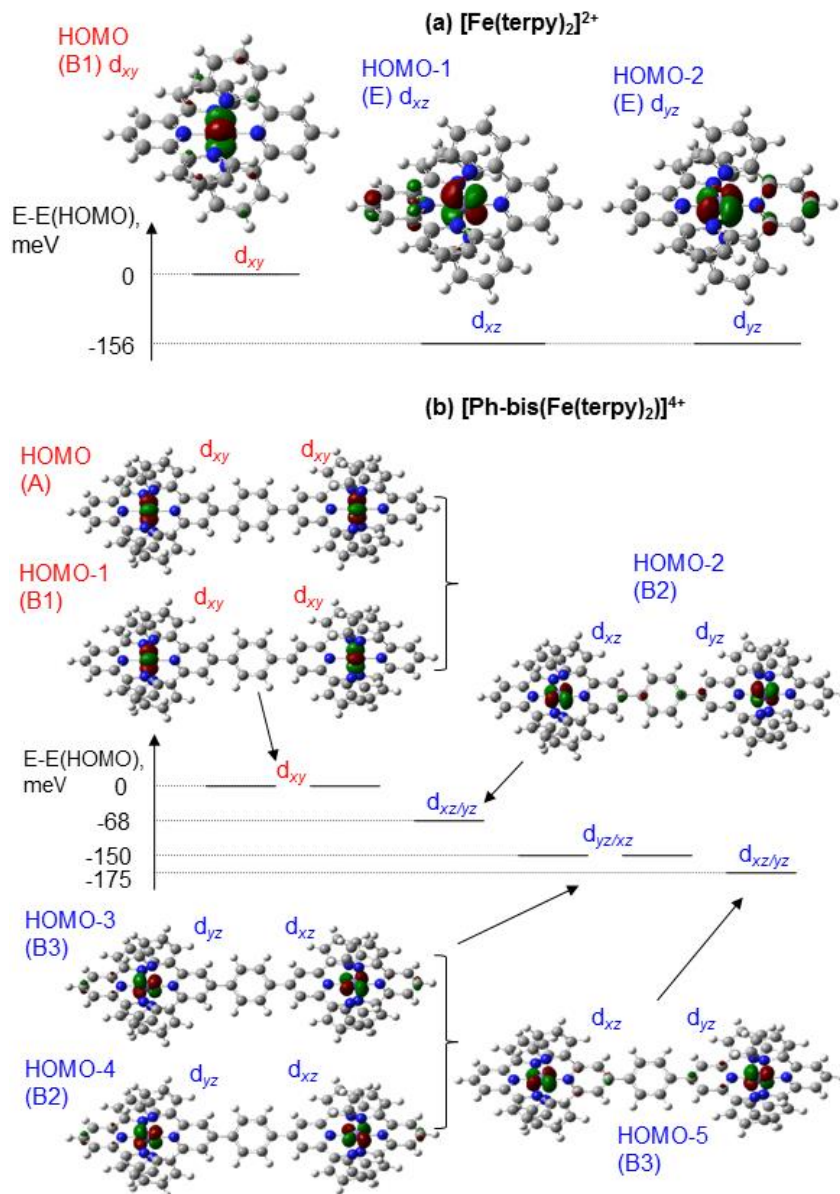 (a) [Fe(terpy)₂]²⁺
HOMO
(B1) dxy
HOMO-1
(E) dxz
HOMO-2
(E) dyz
E-E(HOMO),
meV
0
dxy
-156
dxz
dyz
(b) [Ph-bis(Fe(terpy)₂)]⁴⁺
HOMO
(A)
dxy
dxy
HOMO-1
(B1)
dxy
dxy
HOMO-2
(B2)
dxz
dyz
E-E(HOMO),
meV
0
dxy
-68
dxz/yz
-150
dyz/xz
-175
dxz/yz
HOMO-3
(B3)
dyz
dxz
HOMO-4
(B2)
dyz
dxz
dxz
dyz
HOMO-5
(B3)